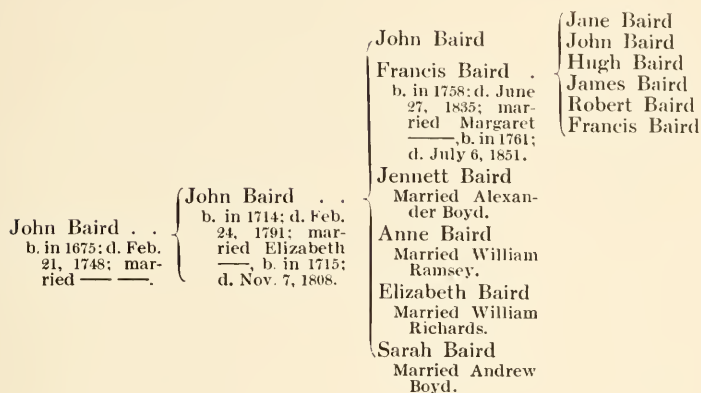 John Baird . .
b. in 1675; d. Feb.
21, 1748; mar-
ried —— ——.
John Baird . .
b. in 1714; d. Feb.
24, 1791; mar-
ried Elizabeth
——, b. in 1715;
d. Nov. 7, 1808.
John Baird
Francis Baird .
b. in 1758; d. June
27, 1835; mar-
ried Margaret
——, b. in 1761;
d. July 6, 1851.
Jennett Baird
Married Alexan-
der Boyd.
Anne Baird
Married William
Ramsey.
Elizabeth Baird
Married William
Richards.
Sarah Baird
Married Andrew
Boyd.
Jane Baird
John Baird
Hugh Baird
James Baird
Robert Baird
Francis Baird